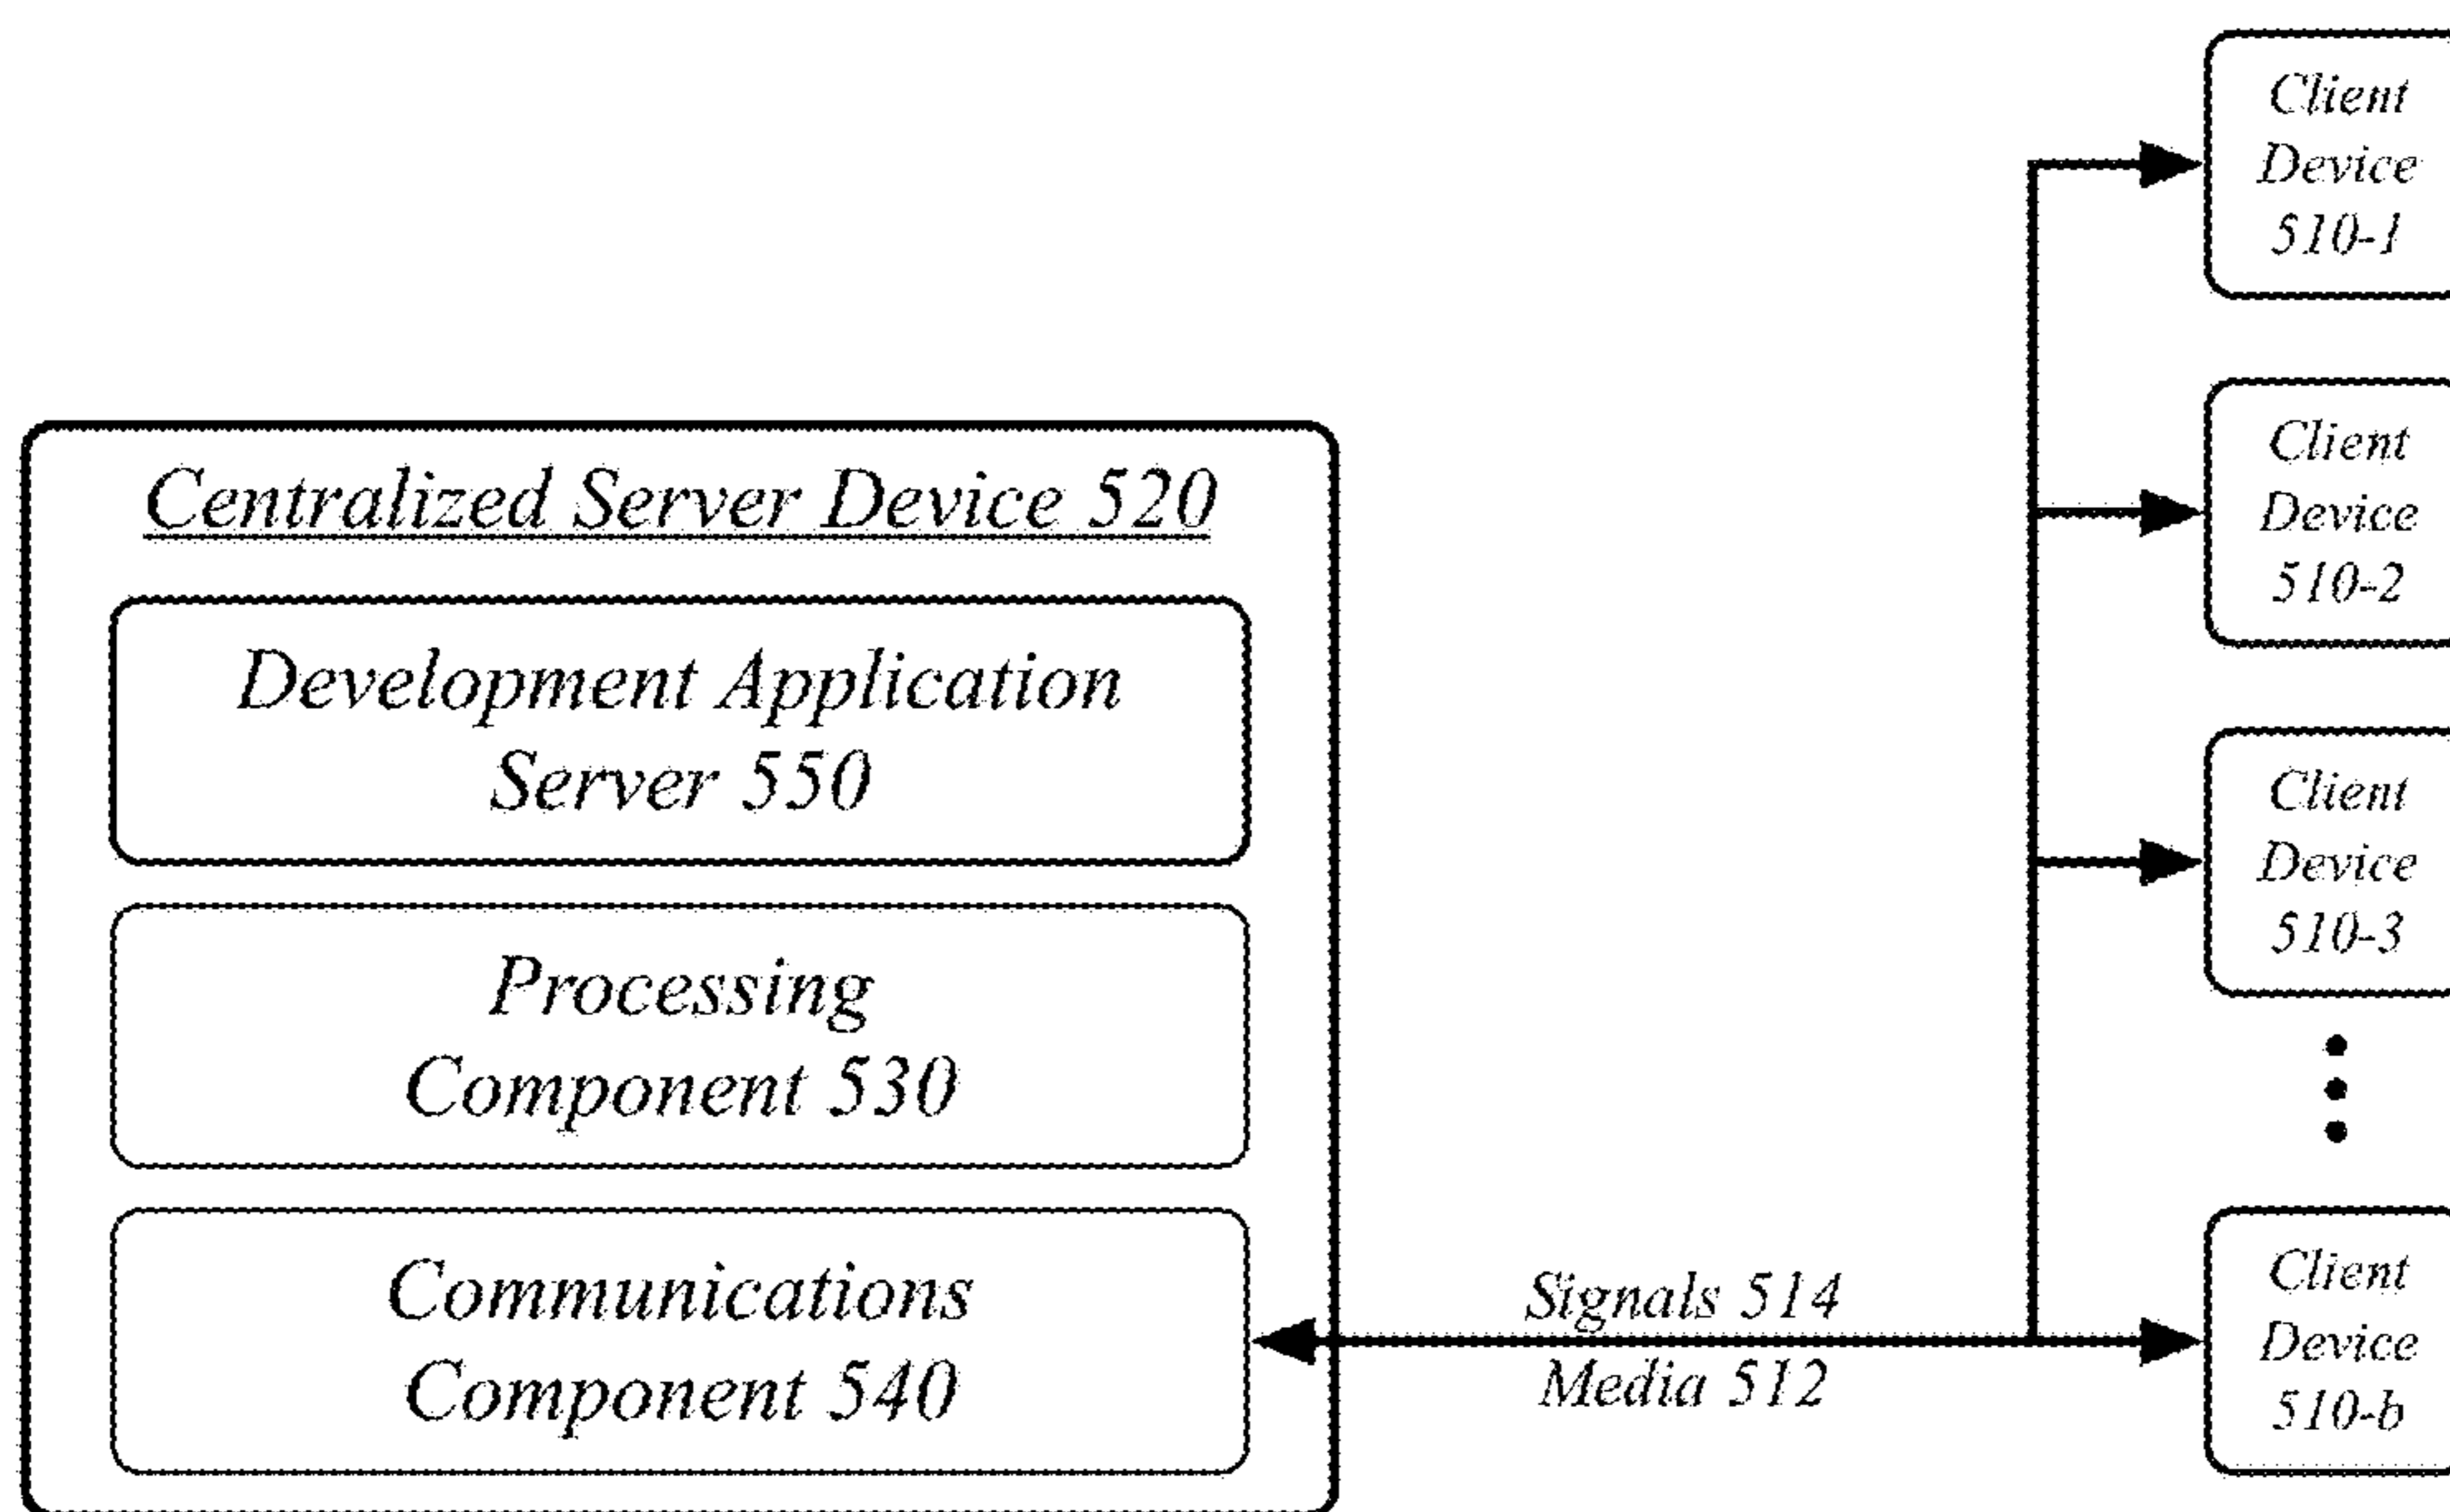 Centralized Server Device 520
Development Application
Server 550
Processing
Component 530
Communications
Component 540
Signals 514
Media 512
Client
Device
510-1
Client
Device
510-2
Client
Device
510-3
Client
Device
510-b